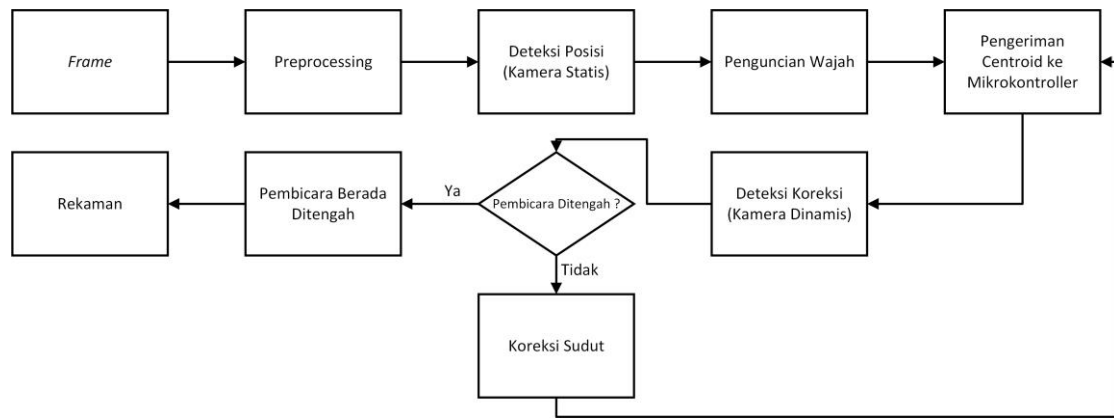 Frame
Preprocessing
Deteksi Posisi
(Kamera Statis)
Penguncian Wajah
Pengeriman
Centroid ke
Mikrokontroller
Deteksi Koreksi
(Kamera Dinamis)
Pembicara Ditengah ?
Ya
Pembicara Berada
Ditengah
Rekaman
Tidak
Koreksi Sudut